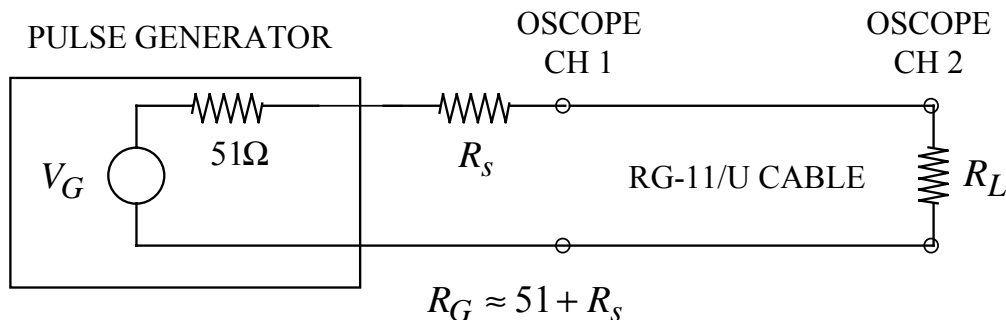 PULSE GENERATOR
OSCOPE
CH 1
OSCOPE
CH 2
51Ω
R_s
V_G
RG-11/U CABLE
R_L
R_G ≈ 51 + R_s